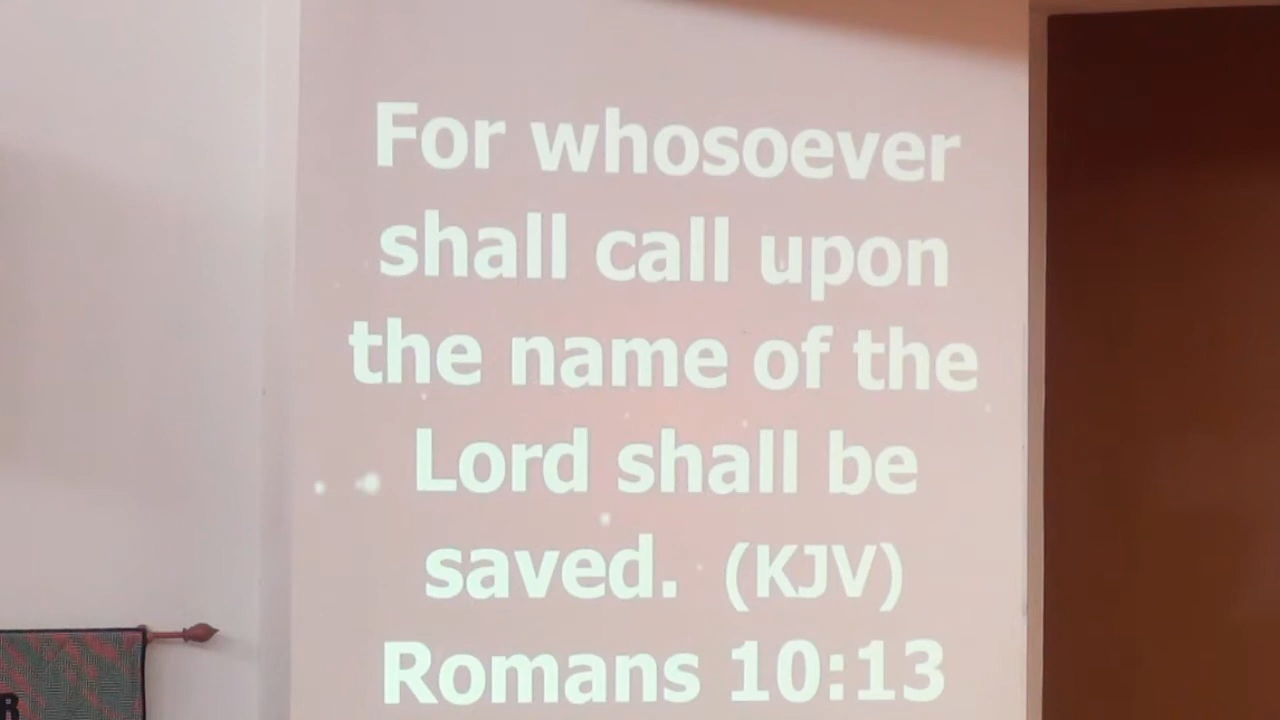 For whosoever
shall call upon
the name of the
Lord shall be
saved. (KJV)
Romans 10:13